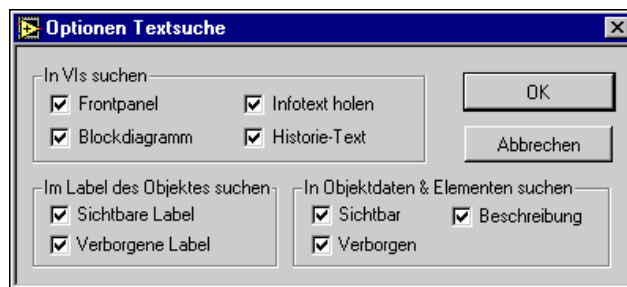 Optionen Textsuche
In VIs suchen
Frontpanel
Infotext holen
Blockdiagramm
Historie-Text
OK
Abbrechen
Im Label des Objektes suchen
Sichtbare Label
Verborgene Label
In Objektdaten & Elementen suchen
Sichtbar
Beschreibung
Verborgen